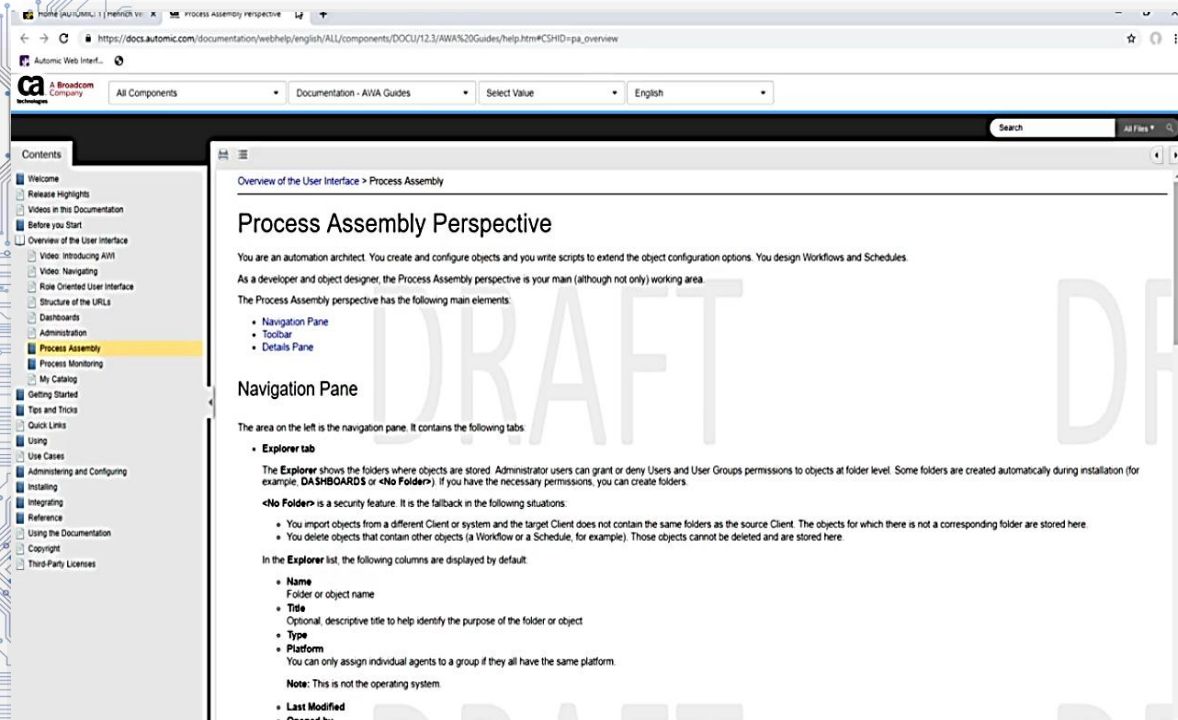 Home (AUTOMIC: 1 | Henrich Ve
Process Assembly Perspective
https://docs.automic.com/documentation/webhelp/english/ALL/components/DOCU/12.3/AWA%20Guides/help.htm#CSHID=pa_overview
Automic Web Interf...
ca technologies
A Broadcom Company
All Components
Documentation - AWA Guides
Select Value
English
Search
All Files
Contents
Welcome
Release Highlights
Videos in this Documentation
Before you Start
Overview of the User Interface
Video: Introducing AWI
Video: Navigating
Role Oriented User Interface
Structure of the URLs
Dashboards
Administration
Process Assembly
Process Monitoring
My Catalog
Getting Started
Tips and Tricks
Quick Links
Using
Use Cases
Administering and Configuring
Installing
Integrating
Reference
Using the Documentation
Copyright
Third-Party Licenses
Overview of the User Interface > Process Assembly
Process Assembly Perspective
You are an automation architect. You create and configure objects and you write scripts to extend the object configuration options. You design Workflows and Schedules.
As a developer and object designer, the Process Assembly perspective is your main (although not only) working area.
The Process Assembly perspective has the following main elements:
• Navigation Pane
• Toolbar
• Details Pane
DRAFT
DR
Navigation Pane
The area on the left is the navigation pane. It contains the following tabs:
• Explorer tab
The Explorer shows the folders where objects are stored. Administrator users can grant or deny Users and User Groups permissions to objects at folder level. Some folders are created automatically during installation (for
example, DASHBOARDS or <No Folder>). If you have the necessary permissions, you can create folders.
<No Folder> is a security feature. It is the fallback in the following situations:
• You import objects from a different Client or system and the target Client does not contain the same folders as the source Client. The objects for which there is not a corresponding folder are stored here.
• You delete objects that contain other objects (a Workflow or a Schedule, for example). Those objects cannot be deleted and are stored here.
In the Explorer list, the following columns are displayed by default:
• Name
Folder or object name
• Title
Optional, descriptive title to help identify the purpose of the folder or object
• Type
• Platform
You can only assign individual agents to a group if they all have the same platform.
Note: This is not the operating system.
• Last Modified
• Opened by